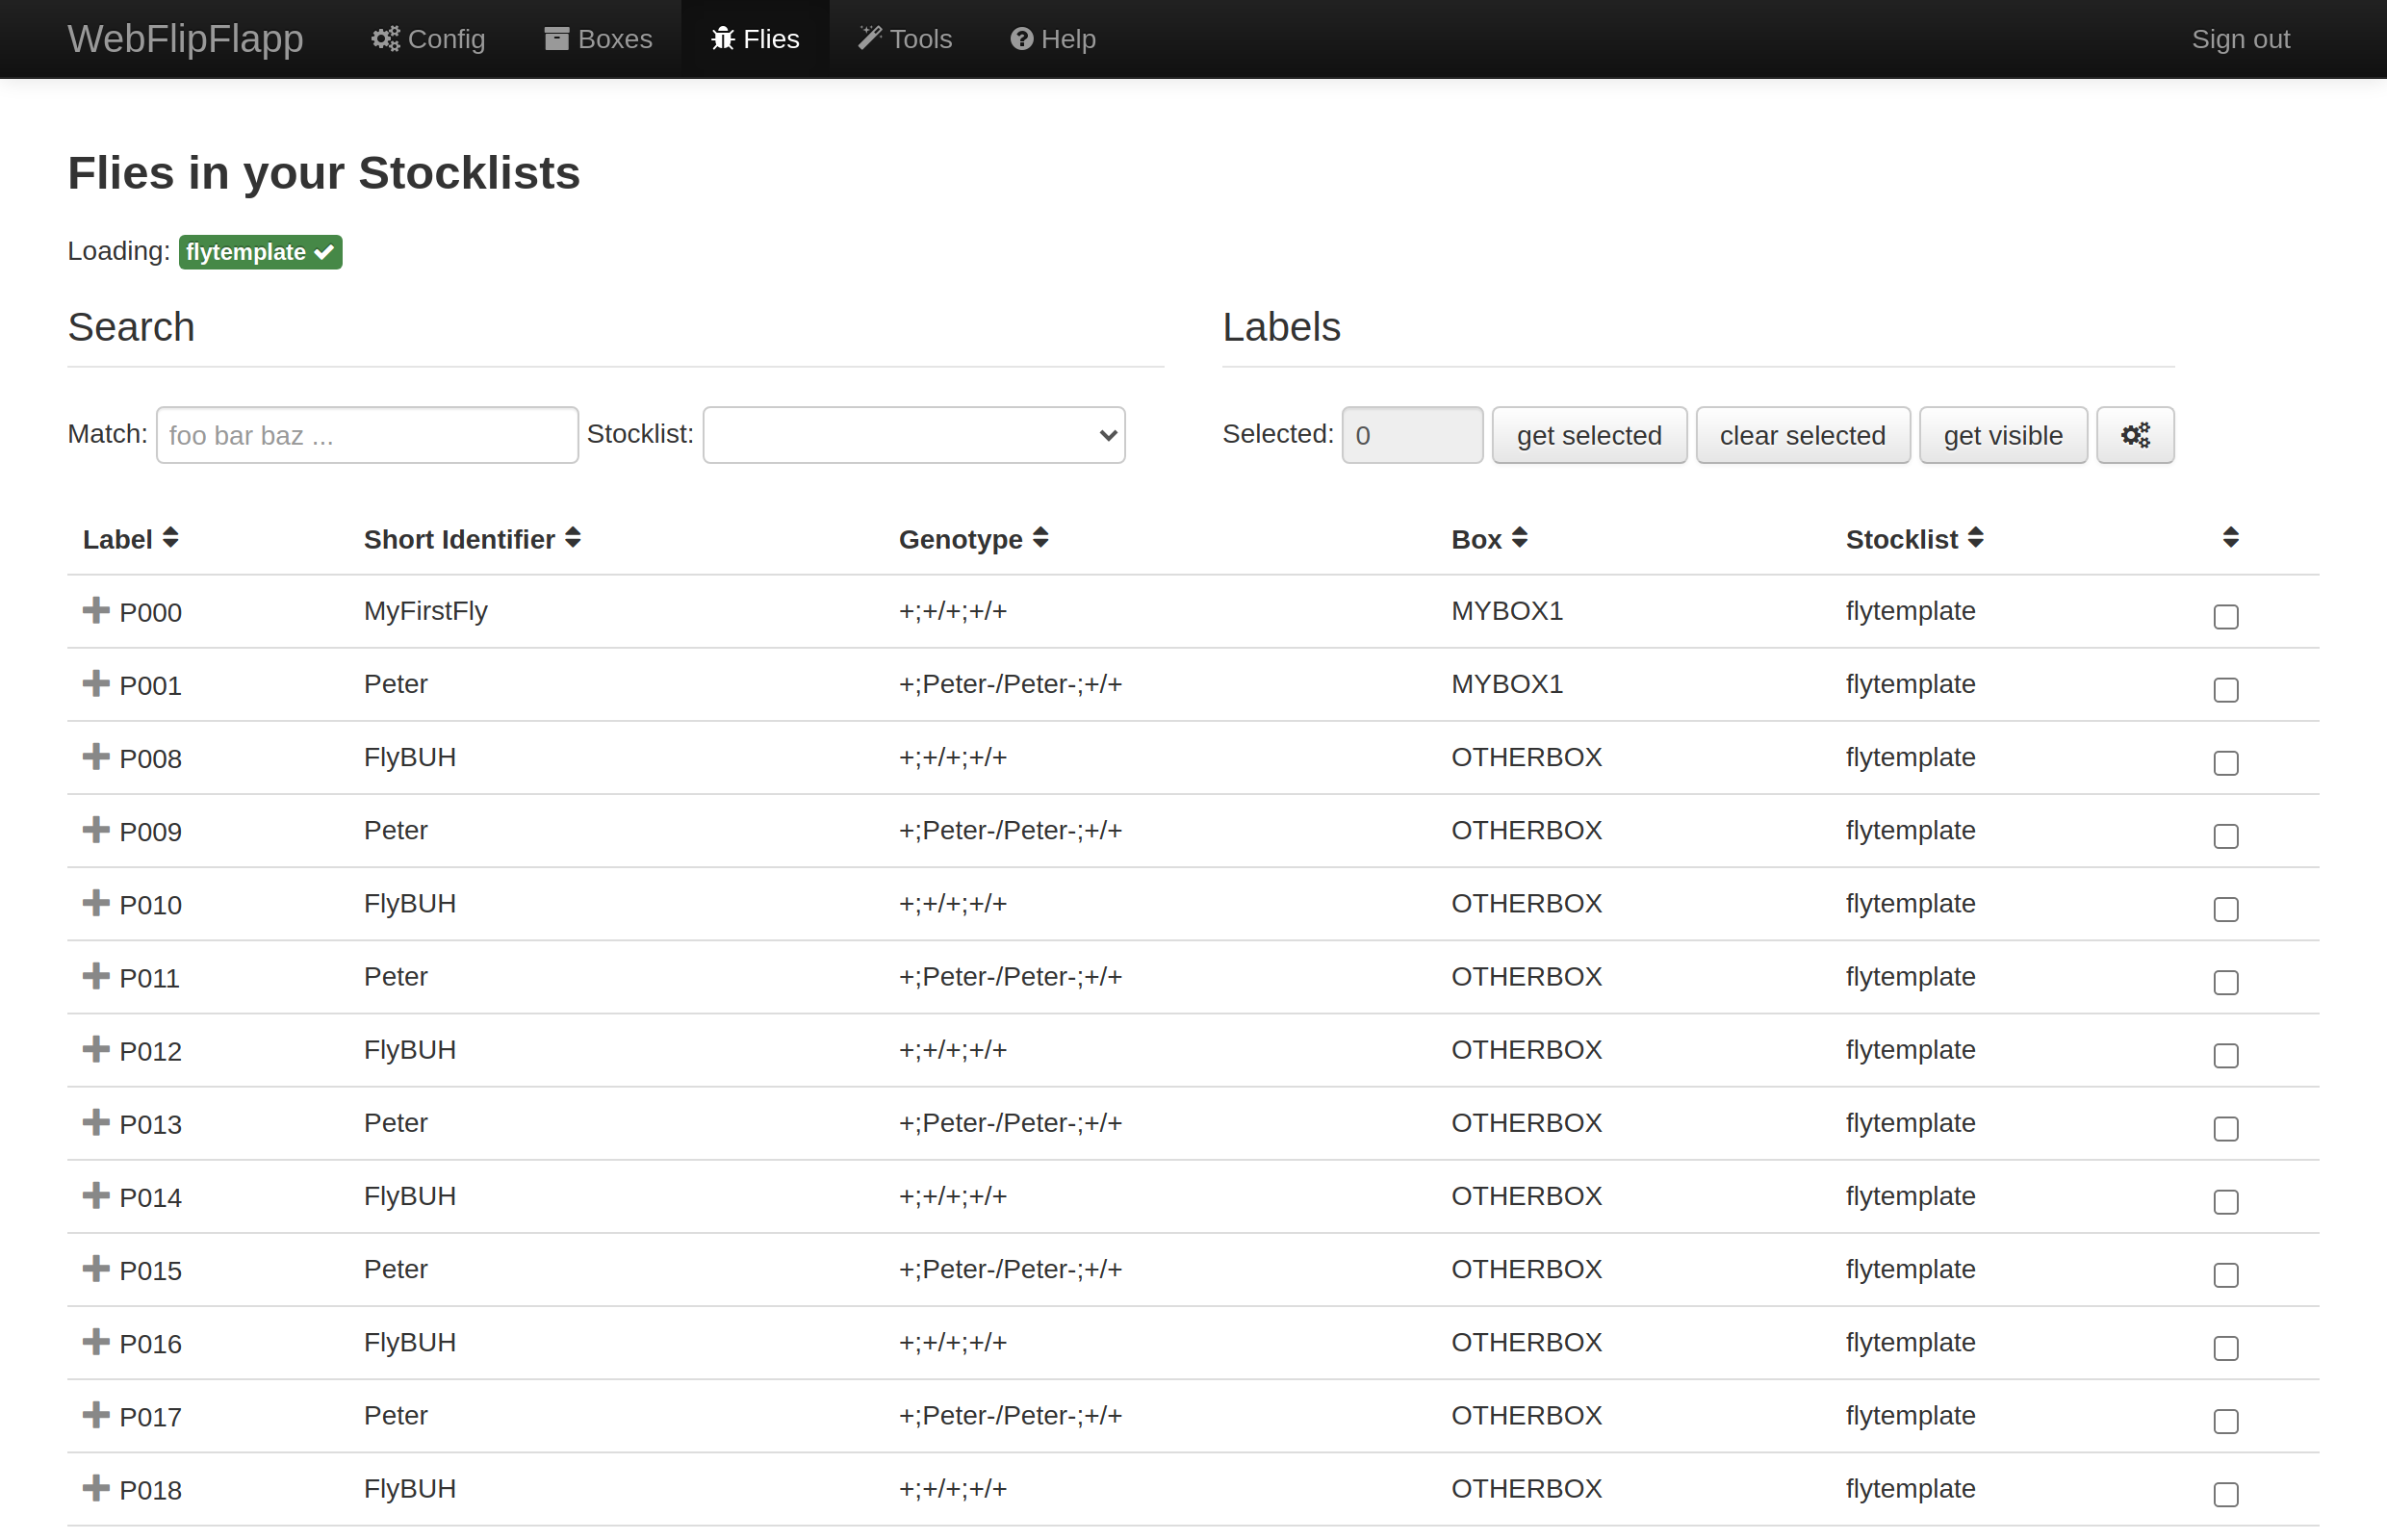 WebFlipFlapp Config Boxes Flies Tools Help Sign out
Flies in your Stocklists
Loading: flytemplate
Search Labels
Match: foo bar baz ... Stocklist: Selected: 0 get selected clear selected get visible
Label Short Identifier Genotype Box Stocklist
P000 MyFirstFly +;+/+;+/+ MYBOX1 flytemplate
P001 Peter +;Peter-/Peter-;+/+ MYBOX1 flytemplate
P008 FlyBUH +;+/+;+/+ OTHERBOX flytemplate
P009 Peter +;Peter-/Peter-;+/+ OTHERBOX flytemplate
P010 FlyBUH +;+/+;+/+ OTHERBOX flytemplate
P011 Peter +;Peter-/Peter-;+/+ OTHERBOX flytemplate
P012 FlyBUH +;+/+;+/+ OTHERBOX flytemplate
P013 Peter +;Peter-/Peter-;+/+ OTHERBOX flytemplate
P014 FlyBUH +;+/+;+/+ OTHERBOX flytemplate
P015 Peter +;Peter-/Peter-;+/+ OTHERBOX flytemplate
P016 FlyBUH +;+/+;+/+ OTHERBOX flytemplate
P017 Peter +;Peter-/Peter-;+/+ OTHERBOX flytemplate
P018 FlyBUH +;+/+;+/+ OTHERBOX flytemplate